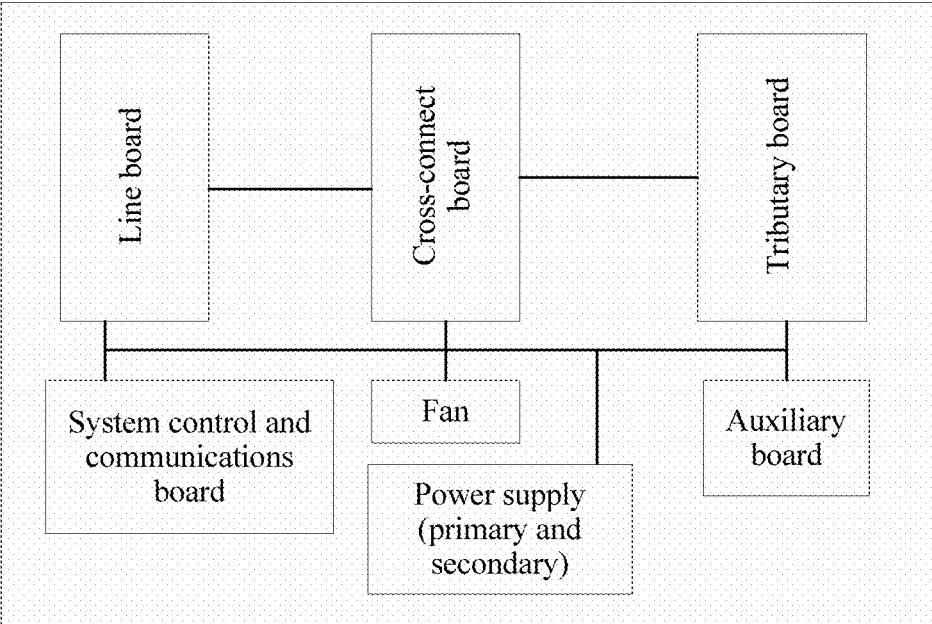 Line board
Cross-connect
board
Tributary board
System control and
communications
board
Fan
Auxiliary
board
Power supply
(primary and
secondary)